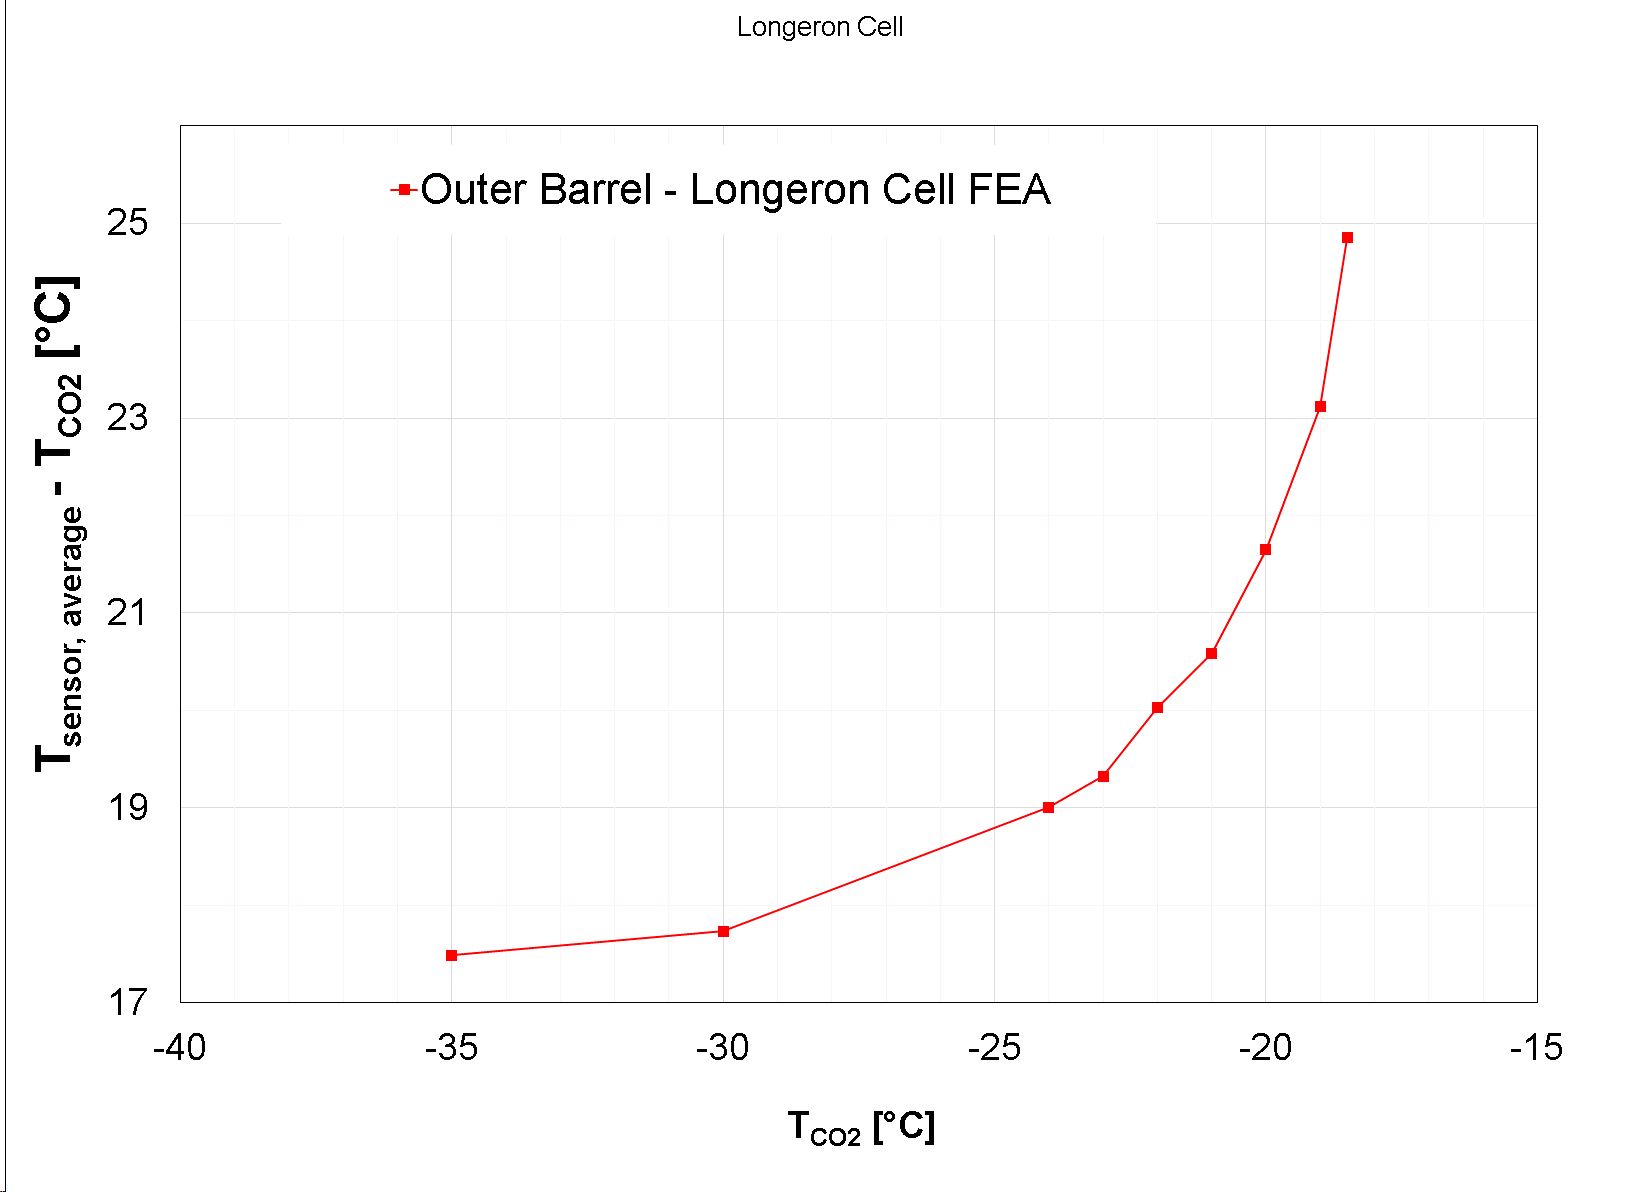 Longeron Cell
Outer Barrel - Longeron Cell FEA
Tsensor, average - TCO2 [°C]
25
23
21
19
17
-40 -35 -30 -25 -20 -15
TCO2 [°C]